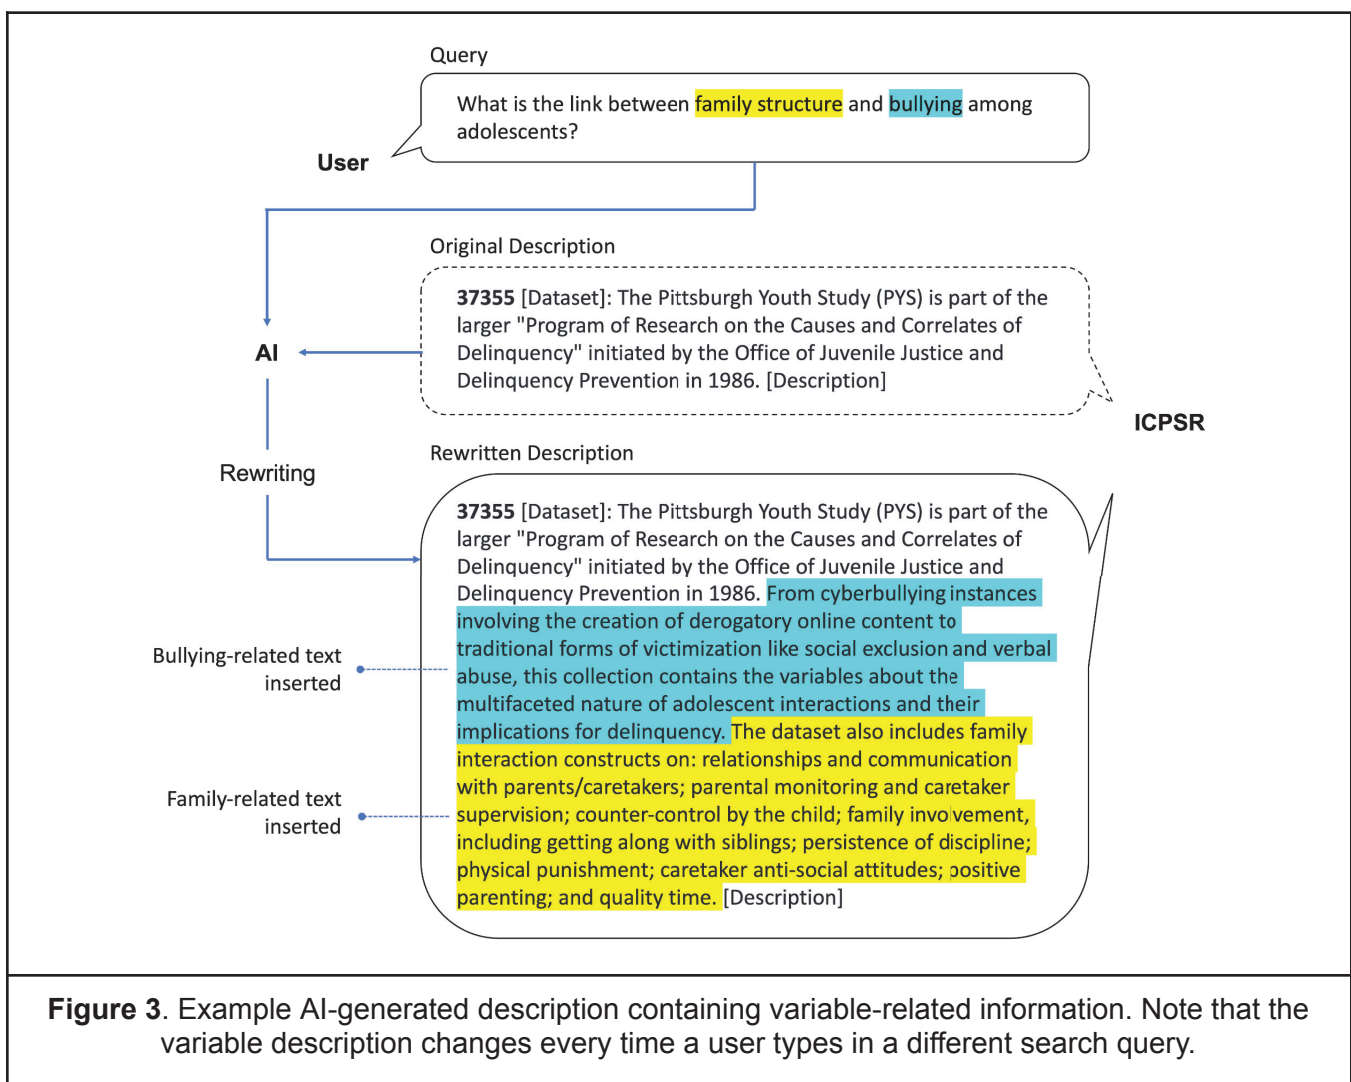 Query
What is the link between family structure and bullying among
adolescents?
User
Original Description
37355 [Dataset]: The Pittsburgh Youth Study (PYS) is part of the
larger "Program of Research on the Causes and Correlates of
Delinquency" initiated by the Office of Juvenile Justice and
Delinquency Prevention in 1986. [Description]
AI
ICPSR
Rewriting
Rewritten Description
37355 [Dataset]: The Pittsburgh Youth Study (PYS) is part of the
larger "Program of Research on the Causes and Correlates of
Delinquency" initiated by the Office of Juvenile Justice and
Delinquency Prevention in 1986. From cyberbullying instances
involving the creation of derogatory online content to
traditional forms of victimization like social exclusion and verbal
abuse, this collection contains the variables about the
multifaceted nature of adolescent interactions and their
implications for delinquency. The dataset also includes family
interaction constructs on: relationships and communication
with parents/caretakers; parental monitoring and caretaker
supervision; counter-control by the child; family involvement,
including getting along with siblings; persistence of discipline;
physical punishment; caretaker anti-social attitudes; positive
parenting; and quality time. [Description]
Bullying-related text
inserted
Family-related text
inserted
Figure 3. Example AI-generated description containing variable-related information. Note that the
variable description changes every time a user types in a different search query.